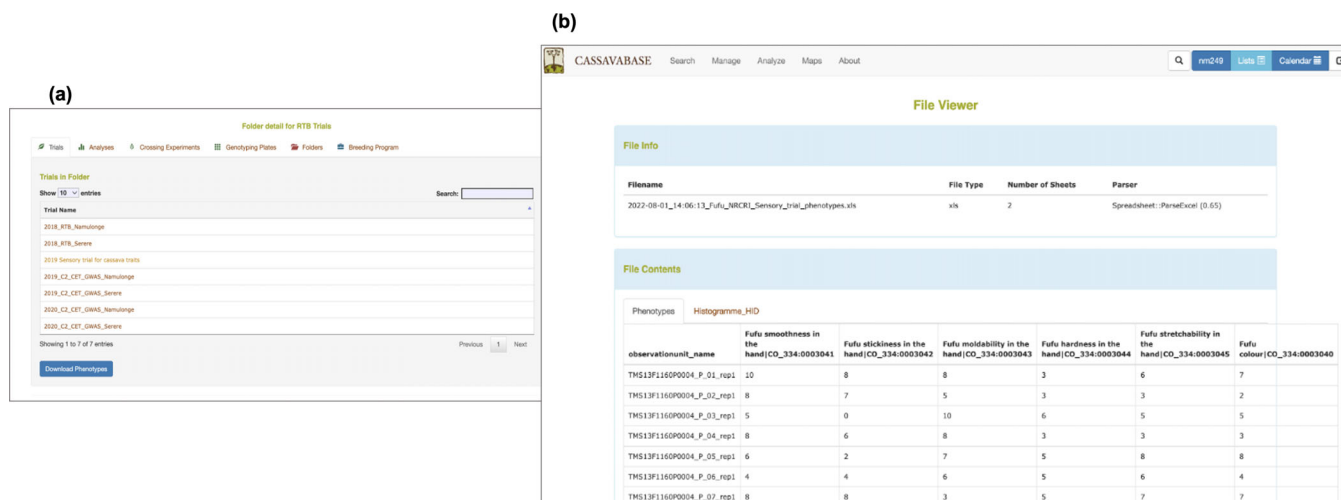 (a)
Folder detail for RTB Trials
Trials Analyses Crossing Experiments Genotyping Plates Folders Breeding Program
Trials in Folder
Show 10 entries Search:
Trial Name
2018_RTB_Namulonge
2018_RTB_Serere
2019 Sensory trial for cassava traits
2019_C2_CET_GWAS_Namulonge
2019_C2_CET_GWAS_Serere
2020_C2_CET_GWAS_Namulonge
2020_C2_CET_GWAS_Serere
Showing 1 to 7 of 7 entries Previous 1 Next
Download Phenotypes
(b)
CASSAVABASE Search Manage Analyze Maps About nm249 Lists Calendar G
File Viewer
File Info
Filename File Type Number of Sheets Parser
2022-08-01_14:06:13_Fufu_NRCRI_Sensory_trial_phenotypes.xls xls 2 Spreadsheet::ParseExcel (0.65)
File Contents
Phenotypes Histogramme_HID
Fufu smoothness in Fufu stretchability in
the Fufu stickiness in the Fufu moldability in the Fufu hardness in the the Fufu
observationunit_name hand|CO_334:0003041 hand|CO_334:0003042 hand|CO_334:0003043 hand|CO_334:0003044 hand|CO_334:0003045 colour|CO_334:0003040
TMS13F1160P0004_P_01_rep1 10 8 8 3 6 7
TMS13F1160P0004_P_02_rep1 8 7 5 3 3 2
TMS13F1160P0004_P_03_rep1 5 0 10 6 5 5
TMS13F1160P0004_P_04_rep1 8 6 8 3 3 3
TMS13F1160P0004_P_05_rep1 6 2 7 5 8 8
TMS13F1160P0004_P_06_rep1 4 4 6 5 6 4
TMS13F1160P0004_P_07_rep1 8 8 3 5 7 7